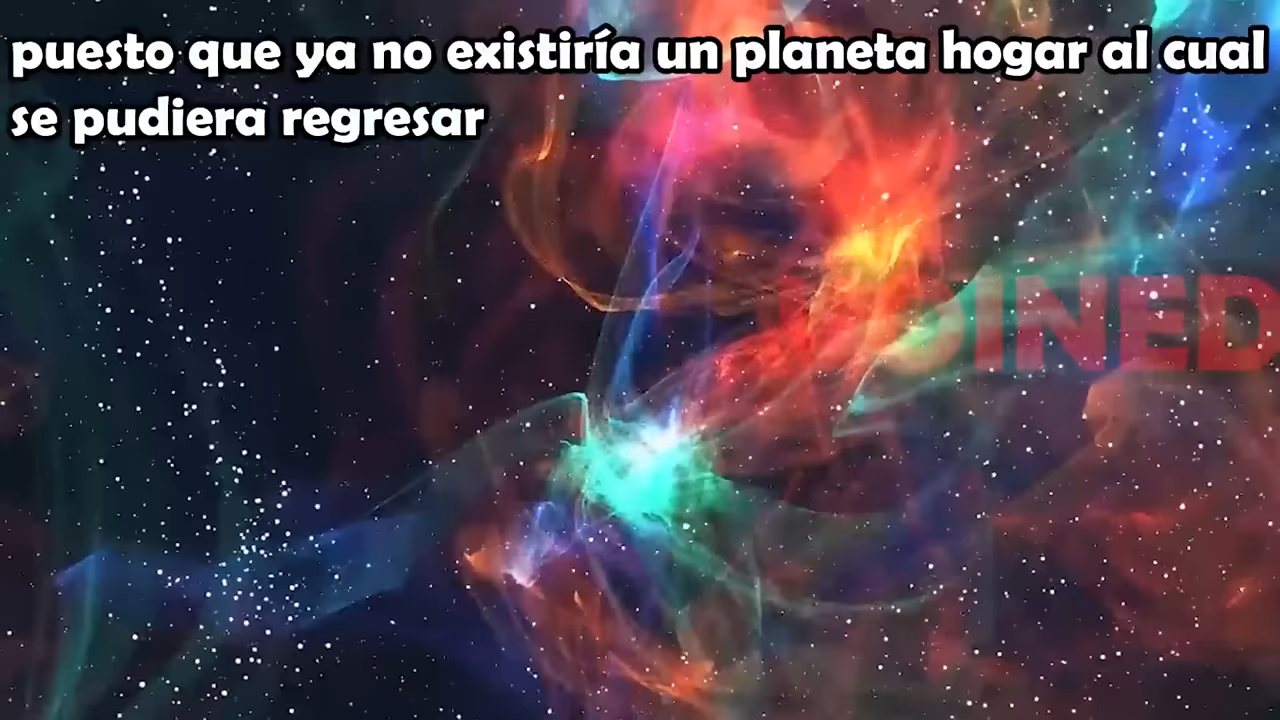 puesto que ya no existiría un planeta hogar al cual
se pudiera regresar